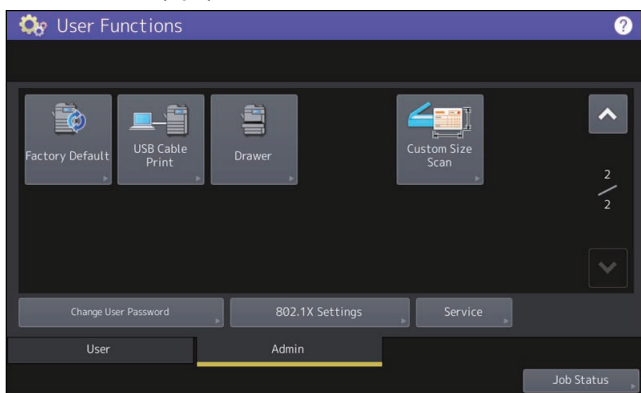 User Functions
?
Factory Default
USB Cable
Print
Drawer
Custom Size
Scan
2
2
Change User Password
802.1X Settings
Service
User
Admin
Job Status